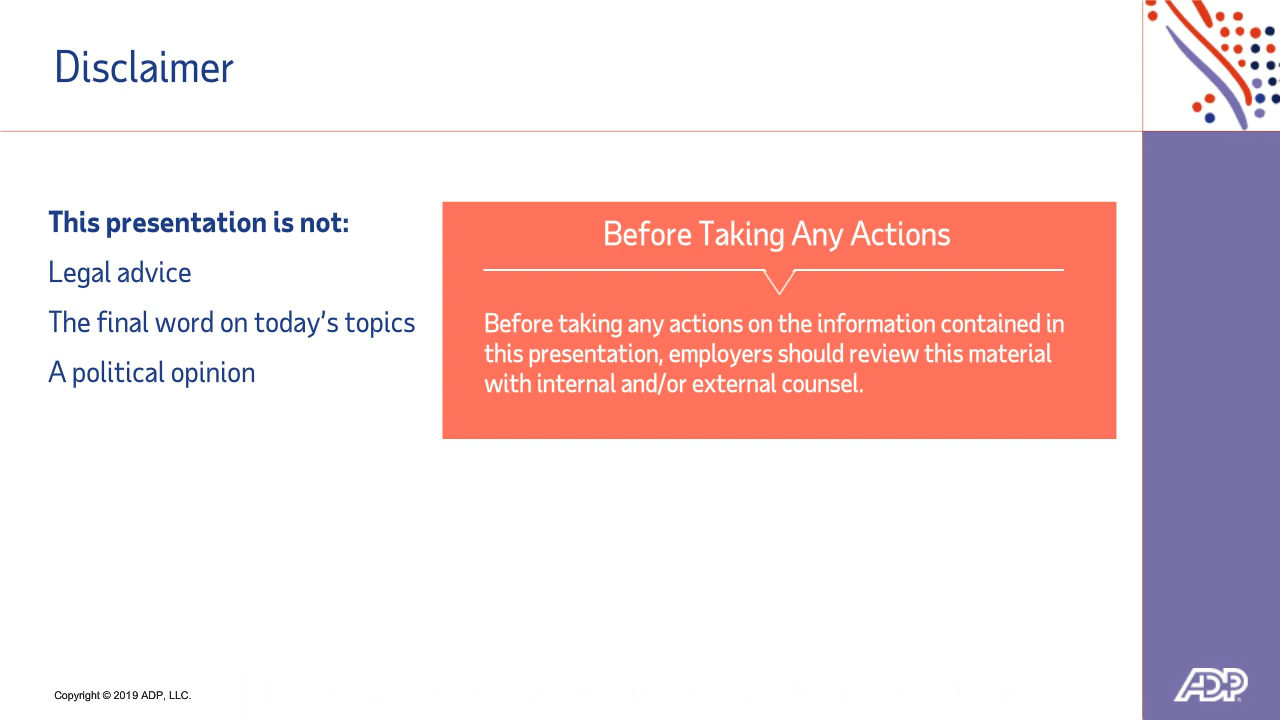 Disclaimer
This presentation is not:
Legal advice
The final word on today's topics
A political opinion
Before Taking Any Actions
Before taking any actions on the information contained in
this presentation, employers should review this material
with internal and/or external counsel.
Copyright © 2019 ADP, LLC.
ADP